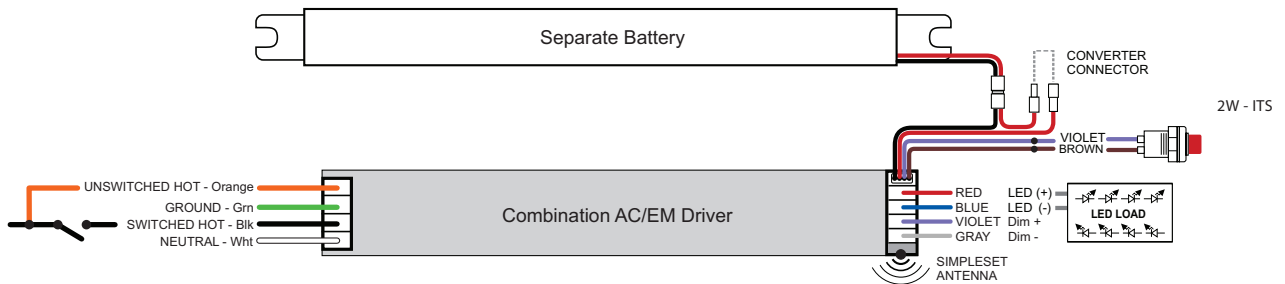 Separate Battery
CONVERTER
CONNECTOR
2W - ITS
VIOLET
BROWN
UNSWITCHED HOT - Orange
GROUND - Grn
SWITCHED HOT - Blk
NEUTRAL - Wht
Combination AC/EM Driver
RED LED (+)
BLUE LED (-)
VIOLET Dim +
GRAY Dim -
LED LOAD
SIMPLESET
ANTENNA